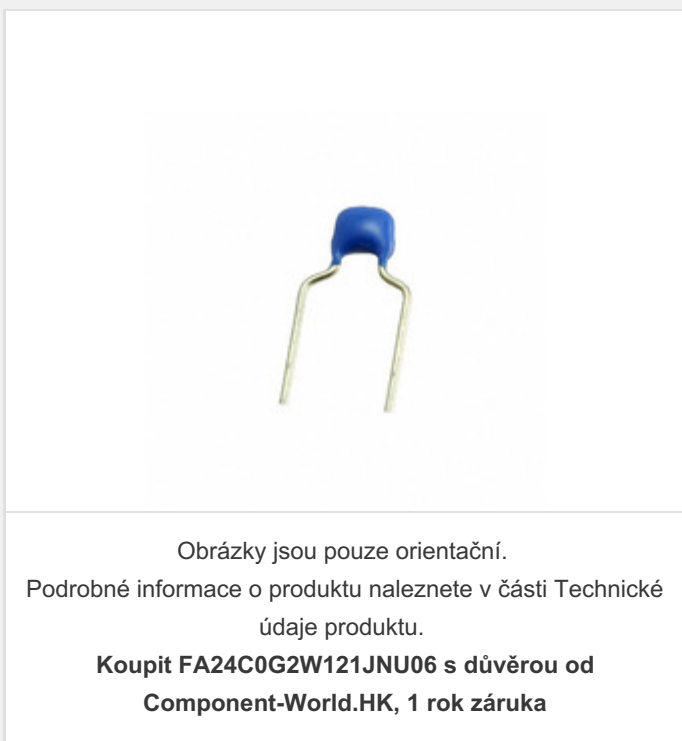 Obrázky jsou pouze orientační.
Podrobné informace o produktu naleznete v části Technické
údaje produktu.
Koupit FA24C0G2W121JNU06 s důvěrou od
Component-World.HK, 1 rok záruka